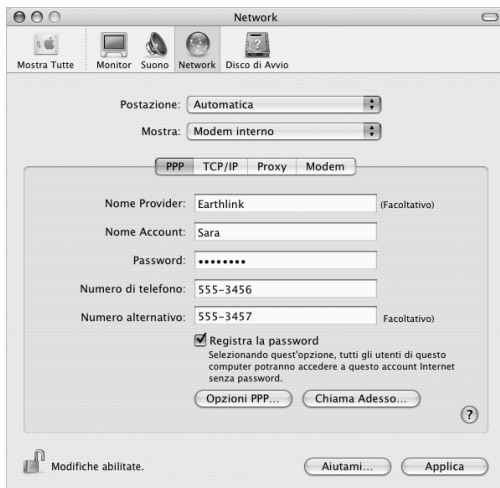 Network
Mostra Tutte Monitor Suono Network Disco di Avvio
Postazione: Automatica
Mostra: Modem interno
PPP TCP/IP Proxy Modem
Nome Provider: Earthlink (Facoltativo)
Nome Account: Sara
Password: ••••••••
Numero di telefono: 555-3456
Numero alternativo: 555-3457 Facoltativo)
Registra la password
Selezionando quest'opzione, tutti gli utenti di questo
computer potranno accedere a questo account Internet
senza password.
Opzioni PPP... Chiama Adesso...
?
Modifiche abilitate. Aiutami... Applica